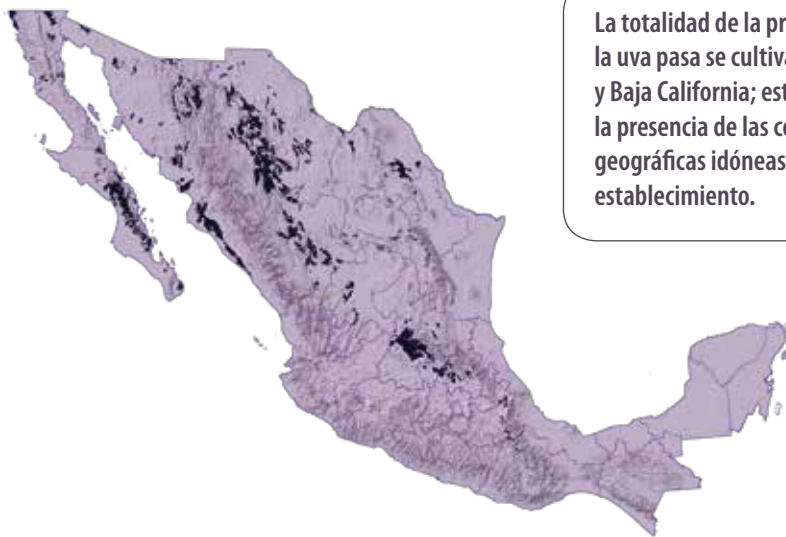 La totalidad de la pr
la uva pasa se cultiva
y Baja California; est
la presencia de las c
geográficas idóneas
establecimiento.